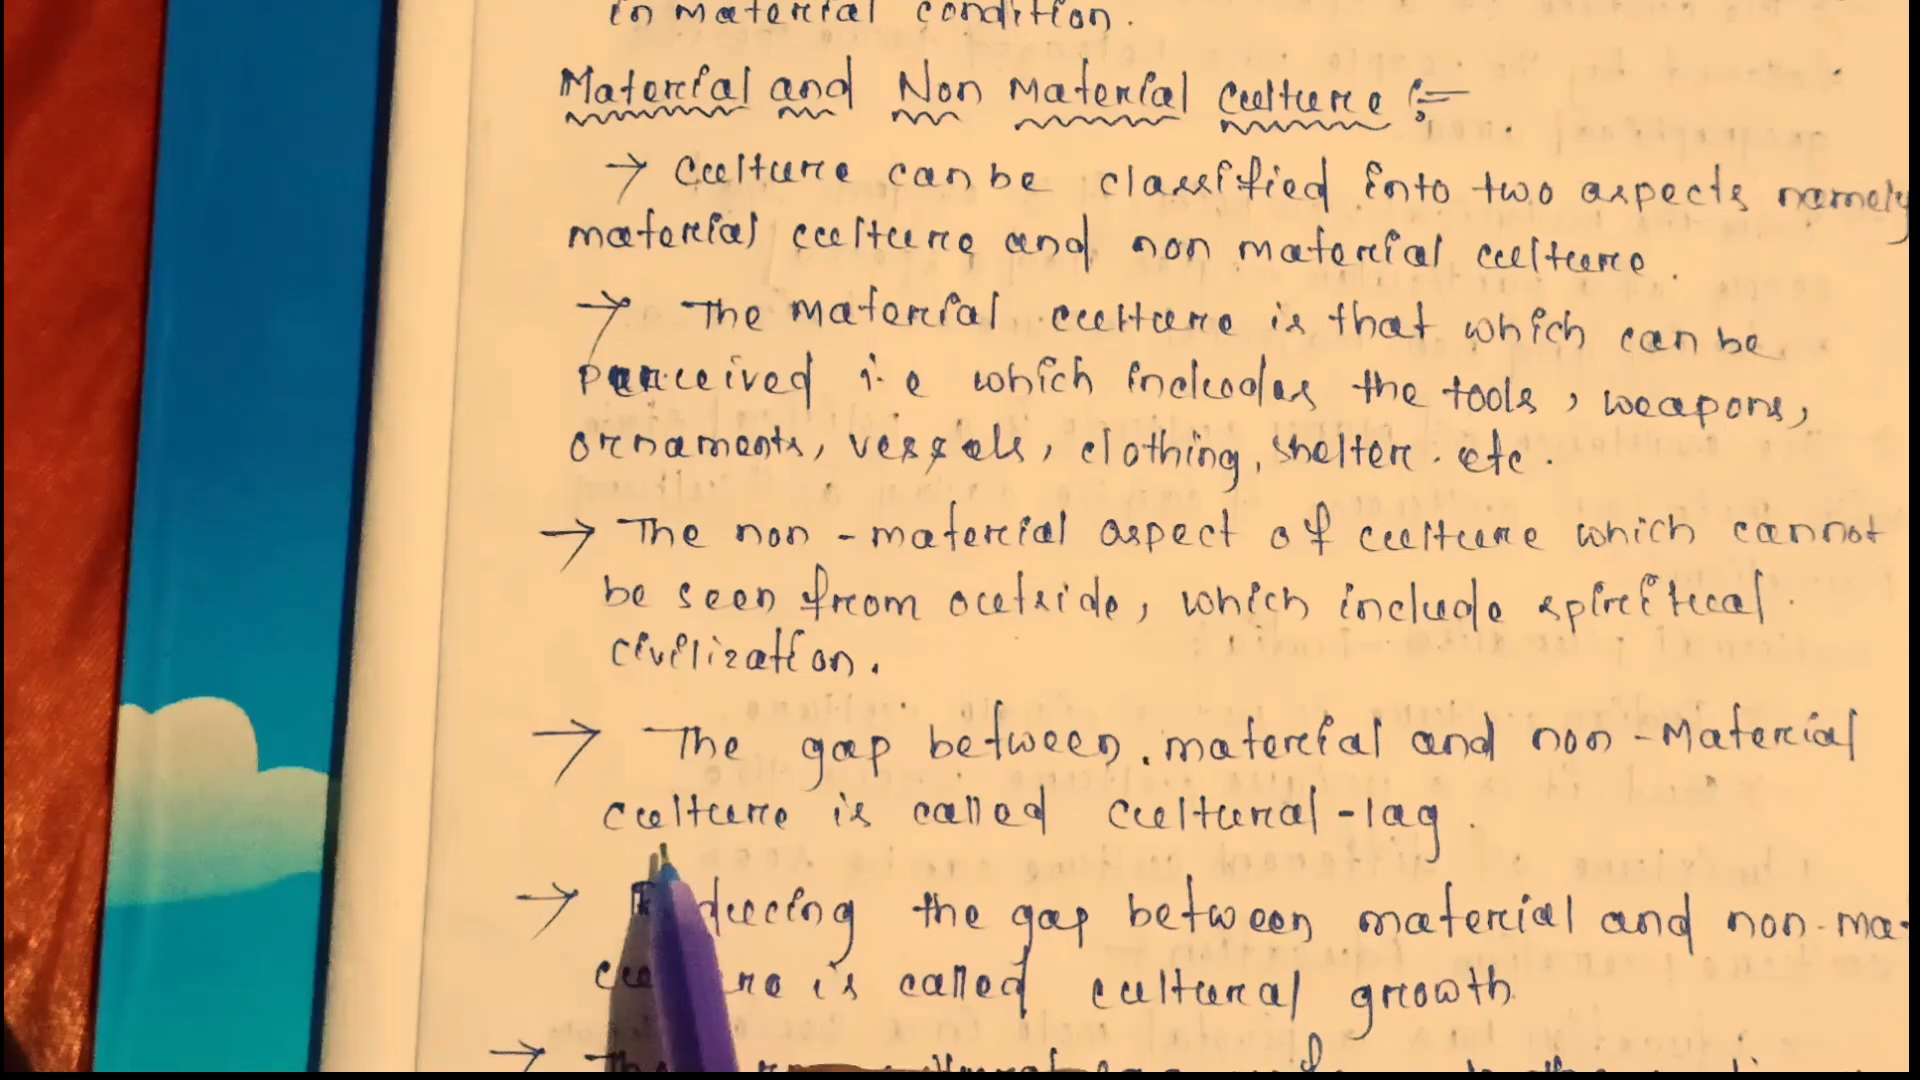 in material condition.
Material and Non Material Culture :-
→ Culture can be classified into two aspects namely
material culture and non material culture.
→ The material culture is that which can be
perceived i.e which includes the tools, weapons,
ornaments, vessels, clothing, shelter. etc.
→ The non-material aspect of culture which cannot
be seen from outside, which include spiritual
civilization.
→ The gap between material and non-Material
culture is called cultural-lag.
→ the gap between material and non-ma-
is called cultural growth